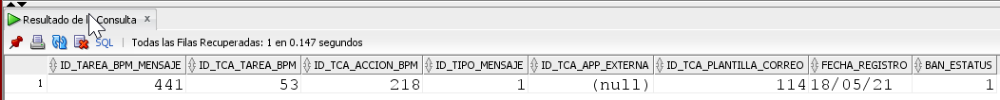 Resultado de l Consulta x
SQL | Todas las Filas Recuperadas: 1 en 0.147 segundos
ID_TAREA_BPM_MENSAJE ID_TCA_TAREA_BPM ID_TCA_ACCION_BPM ID_TIPO_MENSAJE ID_TCA_APP_EXTERNA ID_TCA_PLANTILLA_CORREO FECHA_REGISTRO BAN_ESTATUS
1 441 53 218 1 (null) 114 18/05/21 1